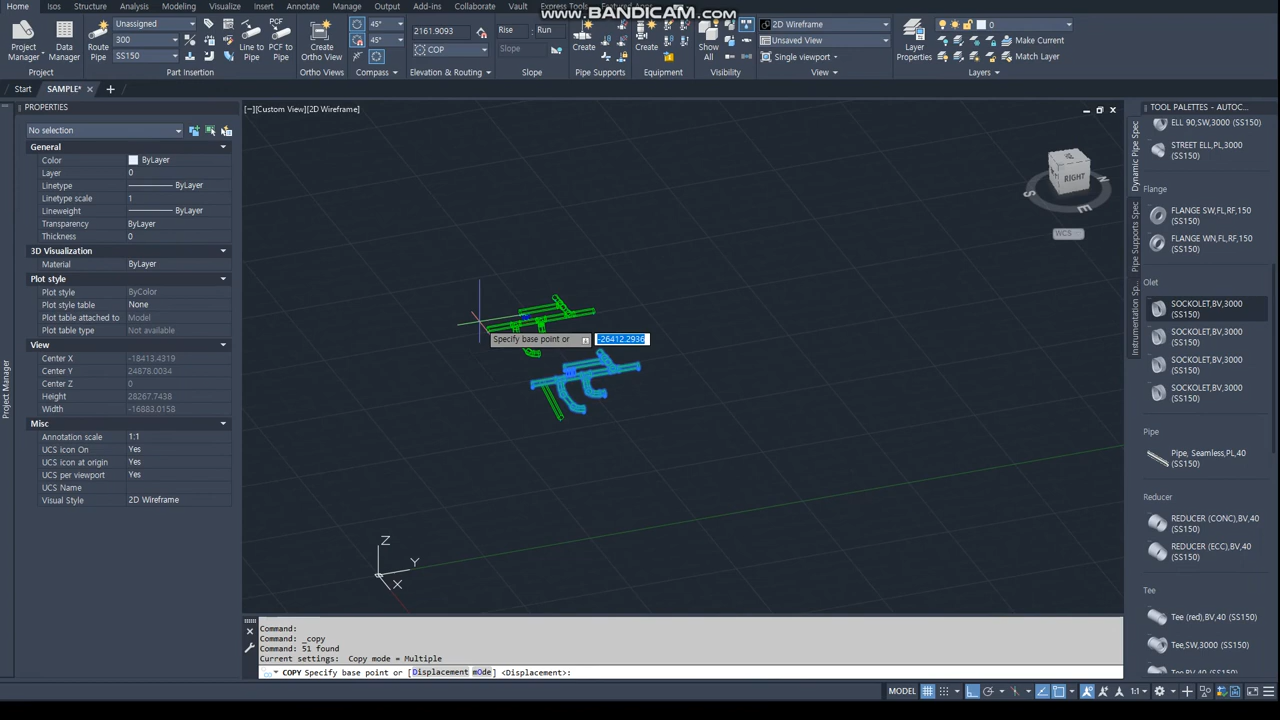 www.BANDICAM.com
Home Isos Structure Analysis Modeling Visualize Insert Annotate Manage Output Add-ins Collaborate Vault Express Tools
Project Manager
Data Manager
Project
Route Pipe
Unassigned
300
SS150
Line to Pipe
PCF to Pipe
Part Insertion
Create Ortho View
Ortho Views
45°
45°
Compass
2161.9093
COP
Elevation & Routing
Rise Run
Slope
Slope
Create
Pipe Supports
Create
Equipment
Show All
Visibility
2D Wireframe
Unsaved View
Single viewport
View
Layer Properties
0
Make Current
Match Layer
Layers
Start SAMPLE*
PROPERTIES
No selection
General
Color ByLayer
Layer 0
Linetype ByLayer
Linetype scale 1
Lineweight ByLayer
Transparency ByLayer
Thickness 0
3D Visualization
Material ByLayer
Plot style
Plot style ByColor
Plot style table None
Plot table attached to Model
Plot table type Not available
View
Center X -18413.4319
Center Y 24878.0034
Center Z 0
Height 28267.7438
Width -16883.0158
Misc
Annotation scale 1:1
UCS icon On Yes
UCS icon at origin Yes
UCS per viewport Yes
UCS Name
Visual Style 2D Wireframe
Project Manager
[−][Custom View][2D Wireframe]
RIGHT
N
S
E
WCS
Specify base point or -26412.2936
Z
Y
X
TOOL PALETTES - AUTOC...
Dynamic Pipe Spec
Pipe Supports Spec
Instrumentation Sp...
ELL 90,SW,3000 (SS150)
STREET ELL,PL,3000 (SS150)
Flange
FLANGE SW,FL,RF,150 (SS150)
FLANGE WN,FL,RF,150 (SS150)
Olet
SOCKOLET,BV,3000 (SS150)
SOCKOLET,BV,3000 (SS150)
SOCKOLET,BV,3000 (SS150)
SOCKOLET,BV,3000 (SS150)
Pipe
Pipe, Seamless,PL,40 (SS150)
Reducer
REDUCER (CONC),BV,40 (SS150)
REDUCER (ECC),BV,40 (SS150)
Tee
Tee (red),BV,40 (SS150)
Tee,SW,3000 (SS150)
Command:
Command: _copy
Command: 51 found
Current settings: Copy mode = Multiple
COPY Specify base point or [Displacement mOde] <Displacement>:
MODEL
1:1